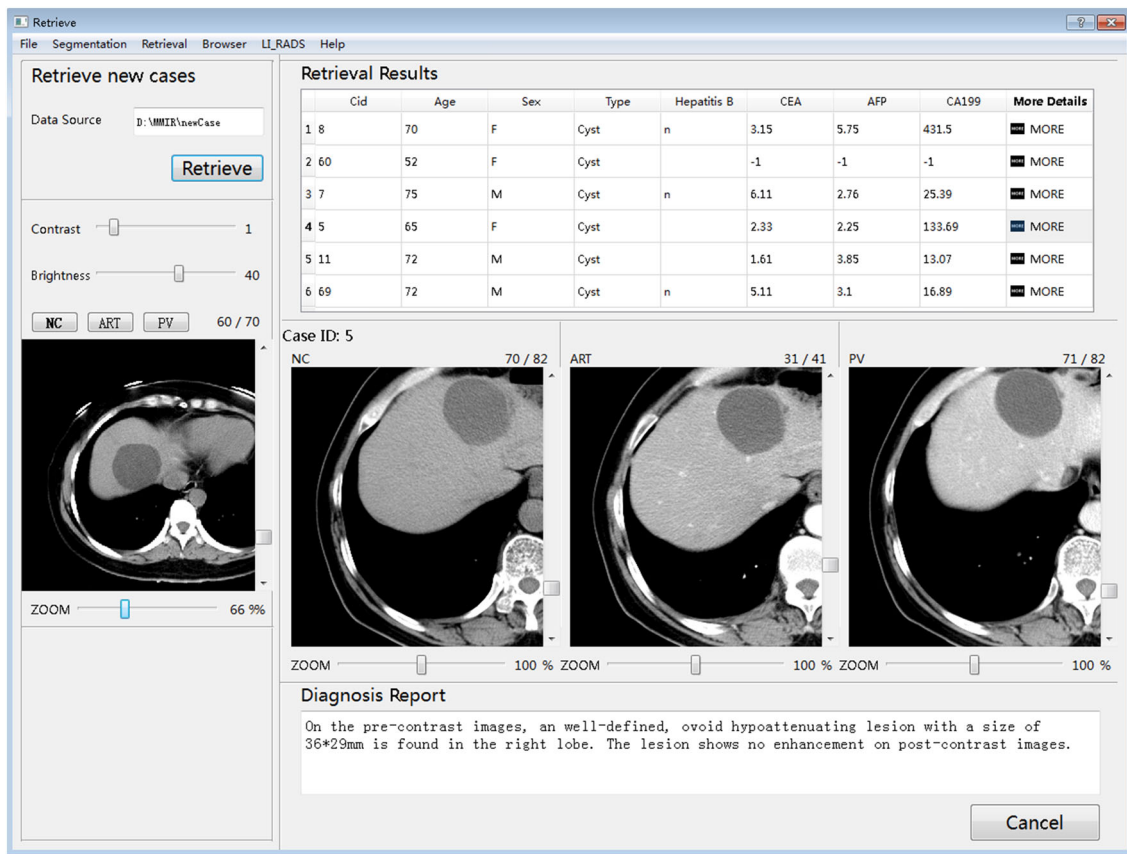 Retrieve
File Segmentation Retrieval Browser LI_RADS Help
Retrieve new cases
Data Source D:\MMIR\newCase
Retrieve
Contrast 1
Brightness 40
NC ART PV 60 / 70
ZOOM 66 %
Retrieval Results
Cid Age Sex Type Hepatitis B CEA AFP CA199 More Details
1 8 70 F Cyst n 3.15 5.75 431.5 MORE MORE
2 60 52 F Cyst -1 -1 -1 MORE MORE
3 7 75 M Cyst n 6.11 2.76 25.39 MORE MORE
4 5 65 F Cyst 2.33 2.25 133.69 MORE MORE
5 11 72 M Cyst 1.61 3.85 13.07 MORE MORE
6 69 72 M Cyst n 5.11 3.1 16.89 MORE MORE
Case ID: 5
NC 70 / 82 ART 31 / 41 PV 71 / 82
ZOOM 100 % ZOOM 100 % ZOOM 100 %
Diagnosis Report
On the pre-contrast images, an well-defined, ovoid hypoattenuating lesion with a size of
36*29mm is found in the right lobe. The lesion shows no enhancement on post-contrast images.
Cancel